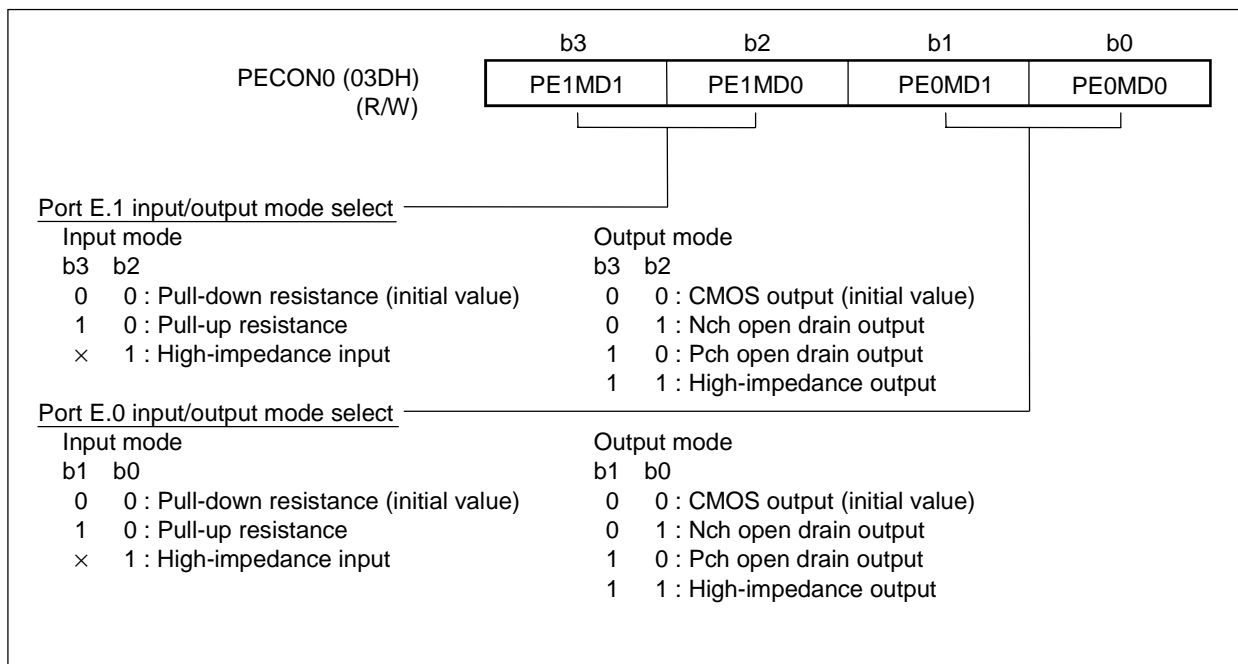 b3 b2 b1 b0
PECON0 (03DH) PE1MD1 PE1MD0 PE0MD1 PE0MD0
(R/W)
Port E.1 input/output mode select
Input mode Output mode
b3 b2 b3 b2
0 0 : Pull-down resistance (initial value) 0 0 : CMOS output (initial value)
1 0 : Pull-up resistance 0 1 : Nch open drain output
× 1 : High-impedance input 1 0 : Pch open drain output
1 1 : High-impedance output
Port E.0 input/output mode select
Input mode Output mode
b1 b0 b1 b0
0 0 : Pull-down resistance (initial value) 0 0 : CMOS output (initial value)
1 0 : Pull-up resistance 0 1 : Nch open drain output
× 1 : High-impedance input 1 0 : Pch open drain output
1 1 : High-impedance output